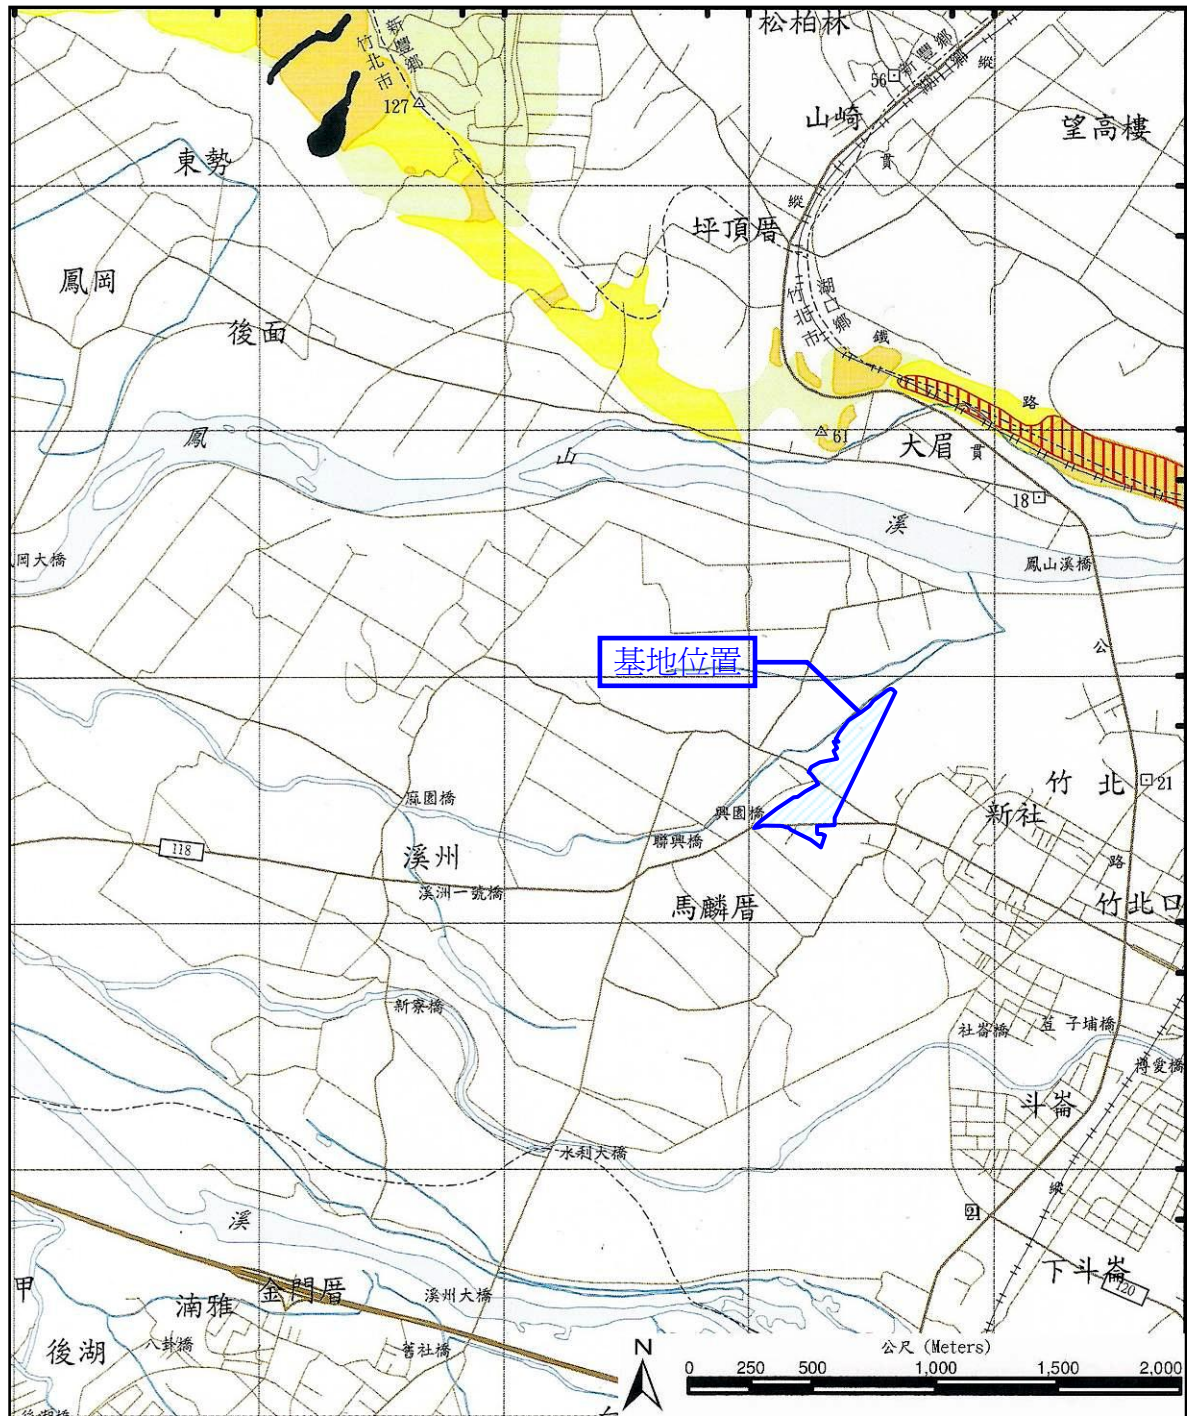 松柏林
新豐鄉
竹北市
127
56
新豐鄉
湖口鄉
縱
山崎
望高樓
貫
東勢
縱
坪頂厝
鳳岡
湖口鄉
竹北市
後面
鐵
路
鳳
61
大眉
貫
山
18
溪
岡大橋
鳳山溪橋
公
基地位置
竹北
21
麻園橋
興園橋
新社
聯興橋
118
溪州
路
溪洲一號橋
馬麟厝
竹北口
新寮橋
社崙橋
荳子埔橋
博愛橋
斗崙
水利大橋
縱
21
溪
下斗崙
甲
金門厝
120
湳雅
溪州大橋
八卦橋
舊社橋
後湖
N
公尺 (Meters)
0 250 500 1,000 1,500 2,000